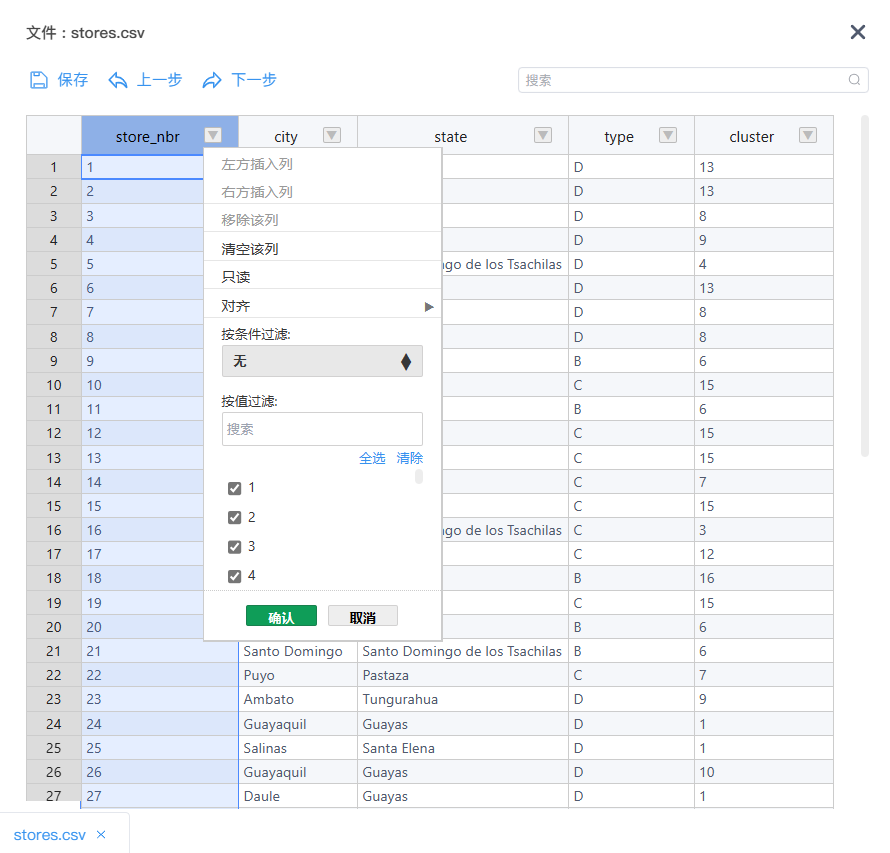 文件：stores.csv
保存 上一步 下一步 搜索
store_nbr city state type cluster
1 1 D 13
2 2 D 13
3 3 D 8
4 4 D 9
5 5 ngo de los Tsachilas D 4
6 6 D 13
7 7 D 8
8 8 D 8
9 9 B 6
10 10 C 15
11 11 B 6
12 12 C 15
13 13 C 15
14 14 C 7
15 15 C 15
16 16 ngo de los Tsachilas C 3
17 17 C 12
18 18 B 16
19 19 C 15
20 20 B 6
21 21 Santo Domingo Santo Domingo de los Tsachilas B 6
22 22 Puyo Pastaza C 7
23 23 Ambato Tungurahua D 9
24 24 Guayaquil Guayas D 1
25 25 Salinas Santa Elena D 1
26 26 Guayaquil Guayas D 10
27 27 Daule Guayas D 1
左方插入列
右方插入列
移除该列
清空该列
只读
对齐
按条件过滤:
无
按值过滤:
搜索
全选 清除
1
2
3
4
确认 取消
stores.csv